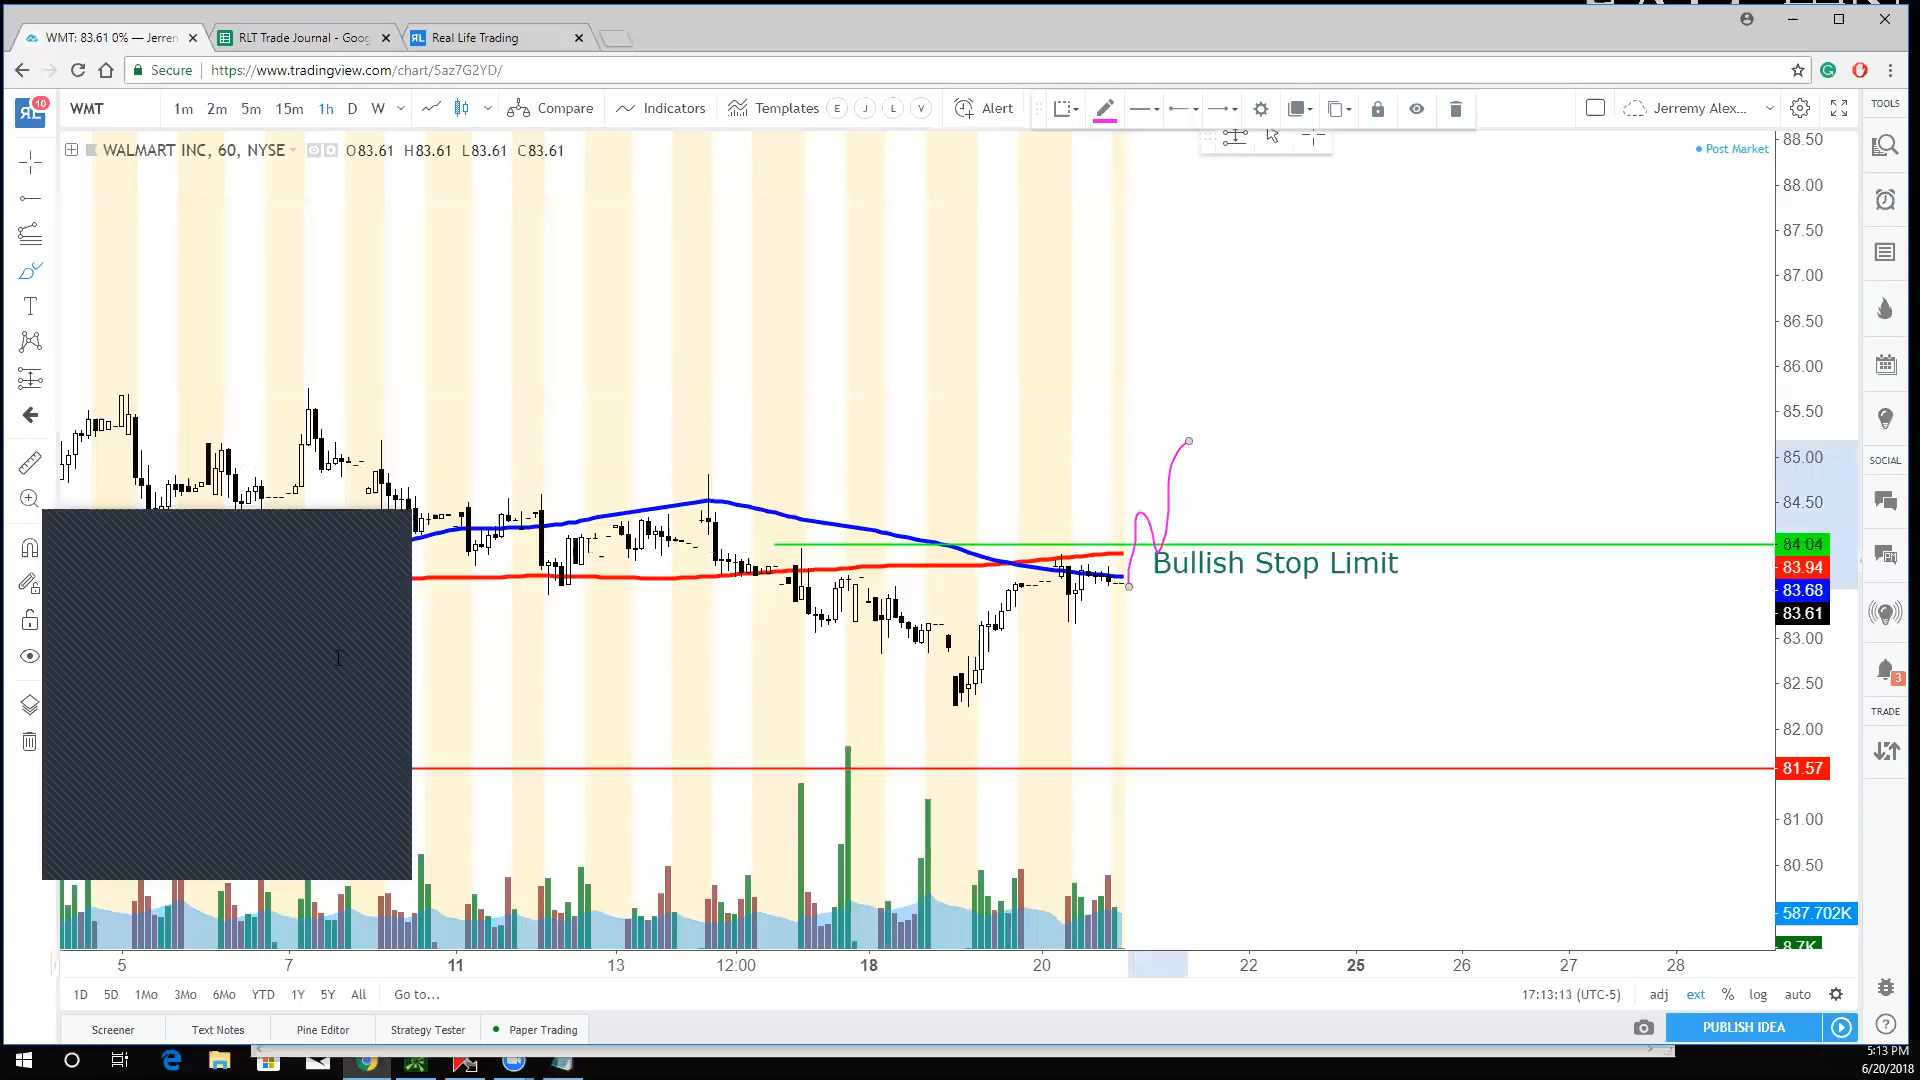 WMT: 83.61 0% — Jerren
RLT Trade Journal - Goog
ЯL Real Life Trading
Secure https://www.tradingview.com/chart/5az7G2YD/
ЯL 10 WMT 1m 2m 5m 15m 1h D W Compare Indicators Templates E J L V Alert Jerremy Alex... TOOLS
WALMART INC, 60, NYSE O83.61 H83.61 L83.61 C83.61
Post Market
88.50
88.00
87.50
87.00
86.50
86.00
85.50
85.00
SOCIAL
84.50
84.04
Bullish Stop Limit
83.94
83.68
83.61
83.00
3
82.50
TRADE
82.00
81.57
81.00
80.50
587.702K
8.7K
5 7 11 13 12:00 18 20 22 25 26 27 28
1D 5D 1Mo 3Mo 6Mo YTD 1Y 5Y All Go to... 17:13:13 (UTC-5) adj ext % log auto
Screener Text Notes Pine Editor Strategy Tester Paper Trading PUBLISH IDEA
5:13 PM
6/20/2018